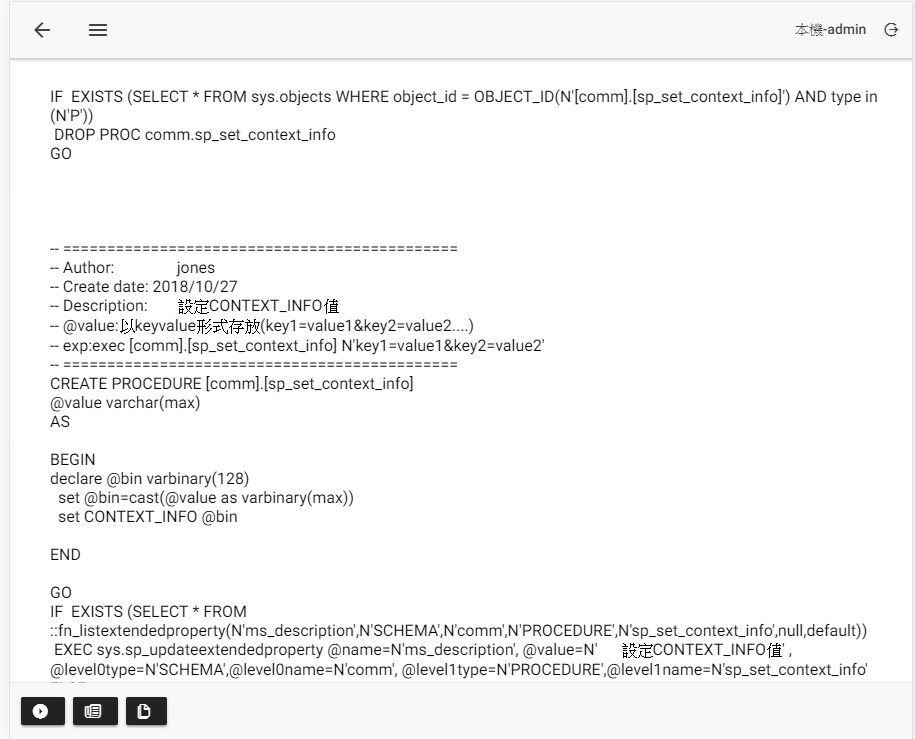 本機-admin
IF  EXISTS (SELECT * FROM sys.objects WHERE object_id = OBJECT_ID(N'[comm].[sp_set_context_info]') AND type in
(N'P'))
 DROP PROC comm.sp_set_context_info
GO
-- =============================================
-- Author:              jones
-- Create date: 2018/10/27
-- Description:       設定CONTEXT_INFO值
-- @value:以keyvalue形式存放(key1=value1&key2=value2....)
-- exp:exec [comm].[sp_set_context_info] N'key1=value1&key2=value2'
-- =============================================
CREATE PROCEDURE [comm].[sp_set_context_info]
@value varchar(max)
AS
BEGIN
declare @bin varbinary(128)
  set @bin=cast(@value as varbinary(max))
  set CONTEXT_INFO @bin
END
GO
IF  EXISTS (SELECT * FROM
::fn_listextendedproperty(N'ms_description',N'SCHEMA',N'comm',N'PROCEDURE',N'sp_set_context_info',null,default))
 EXEC sys.sp_updateextendedproperty @name=N'ms_description', @value=N'      設定CONTEXT_INFO值' ,
@level0type=N'SCHEMA',@level0name=N'comm', @level1type=N'PROCEDURE',@level1name=N'sp_set_context_info'